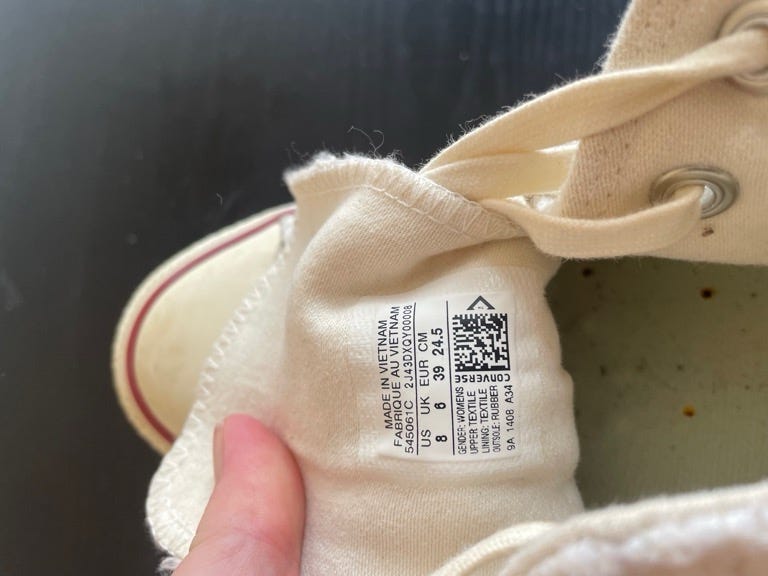 MADE IN VIETNAM
FABRIQUE AU VIETNAM
545061C 2J43DXQY00008
US UK EUR CM
8 6 39 24.5
GENDER: WOMENS
UPPER: TEXTILE
LINING: TEXTILE
OUTSOLE: RUBBER
9A 1408 A34
CONVERSE